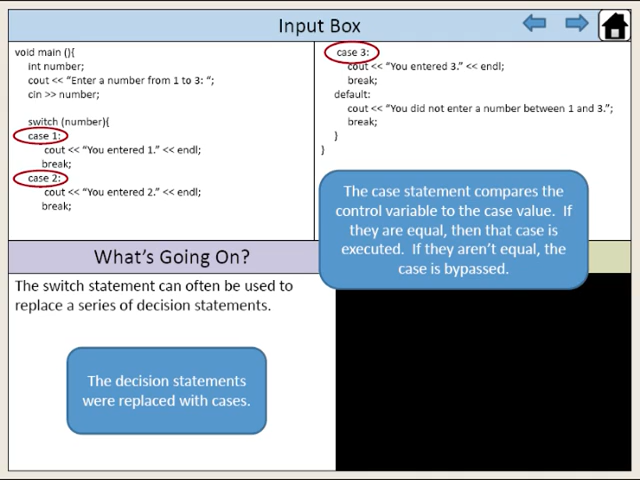 Input Box
void main (){
int number;
cout << “Enter a number from 1 to 3: “;
cin >> number;
switch (number){
case 1:
cout << “You entered 1.” << endl;
break;
case 2:
cout << “You entered 2.” << endl;
break;
case 3:
cout << “You entered 3.” << endl;
break;
default:
cout << “You did not enter a number between 1 and 3.”;
break;
}
}
The case statement compares the
control variable to the case value. If
they are equal, then that case is
executed. If they aren’t equal, the
case is bypassed.
What’s Going On?
The switch statement can often be used to
replace a series of decision statements.
The decision statements
were replaced with cases.